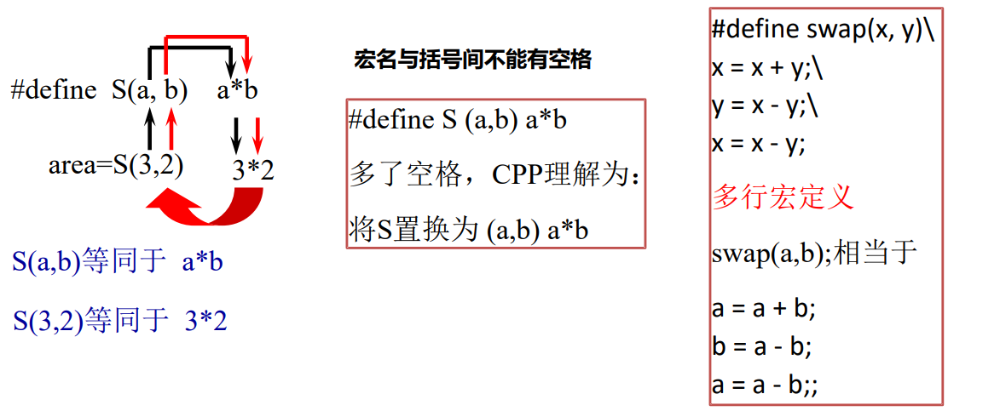 #define S(a, b) a*b
area=S(3,2) 3*2
S(a,b)等同于 a*b
S(3,2)等同于 3*2
宏名与括号间不能有空格
#define S (a,b) a*b
多了空格，CPP理解为：
将S置换为 (a,b) a*b
#define swap(x, y)\
x = x + y;\
y = x - y;\
x = x - y;
多行宏定义
swap(a,b);相当于
a = a + b;
b = a - b;
a = a - b;;